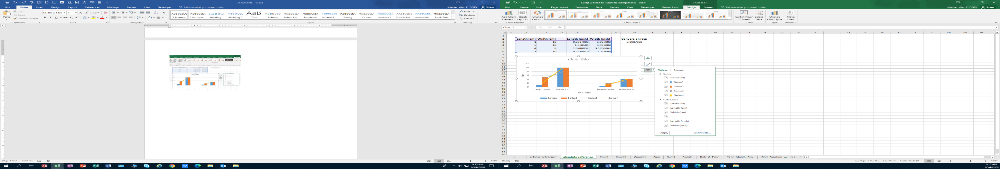 Document6 - Word
File Home Insert Design Layout References Mailings Review View Developer Tell me what you want to do...
Meister, Alan F (DOR) Share
Paste Cut Copy Format Painter
Calibri (Body) 11
¶ Normal ¶ No Spac... Heading 1 Heading 2 Title Subtitle Subtle Em... Emphasis Intense E... Strong Quote Intense Q... Subtle Ref... Intense Re... Book Title
Find Replace Select
Clipboard Font Paragraph Styles Editing
Page 2 of 2 0 words 100%
9:15 AM
6/24/2020
Excel Workbook Function Examples.xlsx - Excel
Chart Tools
File Home Insert Page Layout Formulas Data Review View Developer Power Pivot Design Format Tell me what you want to do...
Meister, Alan F (DOR) Share
Add Chart Element Quick Layout Change Colors Switch Row/Column Select Data Change Chart Type Move Chart
Chart Layouts Chart Styles Data Type Location
Chart 2 fx
A B C D E F G H I J K L M N O P Q R S T U V W X Y Z AA AB AC
Length (cm) Width (cm) Length (inch) Width (inch) Conversion rate
1 10 0.3937008 3.937008 0.3937008
5 10 1.968504 3.937008
4 8 1.5748032 3.1496064
2 10 0.7874016 3.937008
Chart Title
12
10
8
6
4
2
0
Length (cm) Width (cm) Length (inch) Width (inch)
Axis Title
Series1 Series2 Series3 Series4
Values Names
Series
(Select All)
Series1
Series2
Series3
Series4
Categories
(Select All)
Length (cm)
Width (cm)
Length (inch)
Width (inch)
Apply Select Data...
relative reference absolute reference Count Countif Countifs Sum Sumif Sumifs Date & Time Year, Month, Day Date Function ...
Ready Average: 4.355315 Count: 20 Sum: 69.68504 100%
9:15 AM
6/24/2020